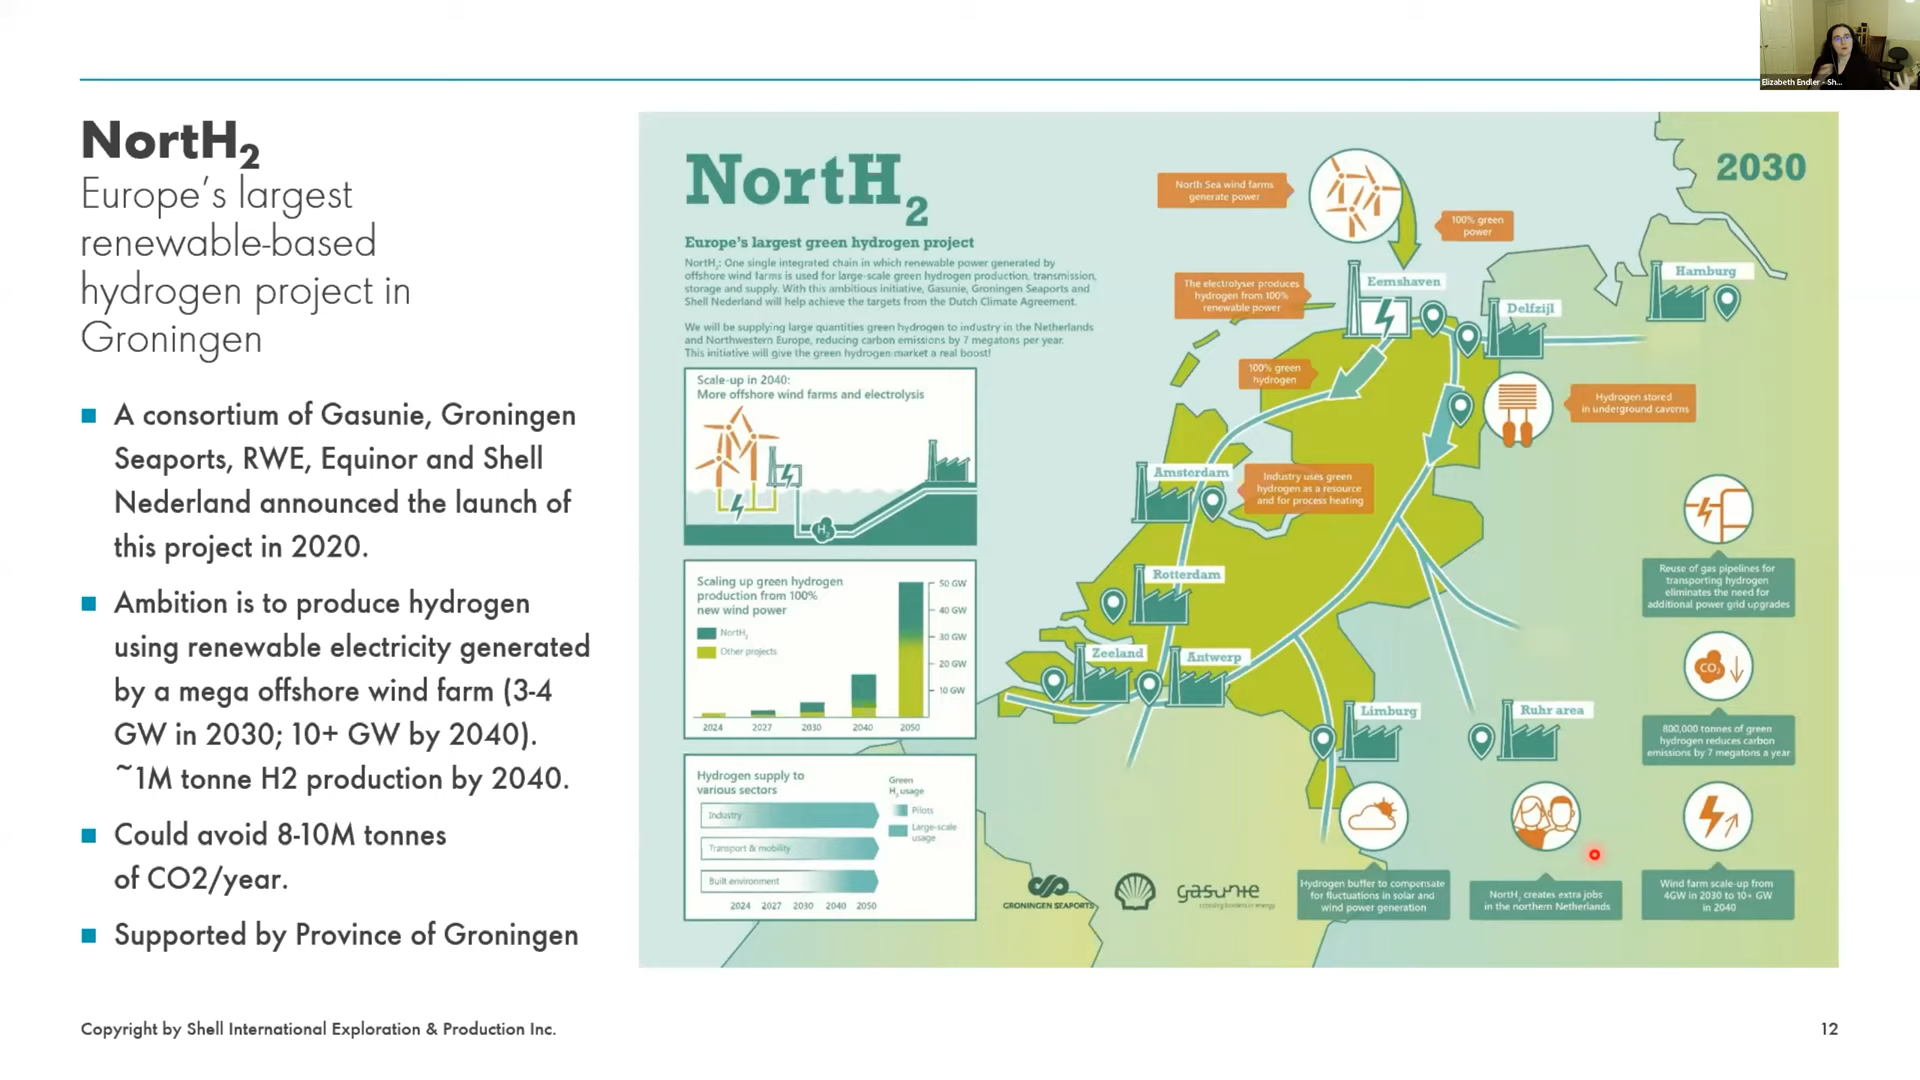 Elizabeth Endler - Sh...
NortH2
Europe's largest
renewable-based
hydrogen project in
Groningen
A consortium of Gasunie, Groningen
Seaports, RWE, Equinor and Shell
Nederland announced the launch of
this project in 2020.
Ambition is to produce hydrogen
using renewable electricity generated
by a mega offshore wind farm (3-4
GW in 2030; 10+ GW by 2040).
~1M tonne H2 production by 2040.
Could avoid 8-10M tonnes
of CO2/year.
Supported by Province of Groningen
NortH2
Europe's largest green hydrogen project
NortH2: One single integrated chain in which renewable power generated by
offshore wind farms is used for large-scale green hydrogen production, transmission,
storage and supply. With this ambitious initiative, Gasunie, Groningen Seaports and
Shell Nederland will help achieve the targets from the Dutch Climate Agreement.
We will be supplying large quantities green hydrogen to industry in the Netherlands
and Northwestern Europe, reducing carbon emissions by 7 megatons per year.
This initiative will give the green hydrogen market a real boost!
Scale-up in 2040:
More offshore wind farms and electrolysis
H2
Scaling up green hydrogen
production from 100%
new wind power
NortH2
Other projects
50 GW
40 GW
30 GW
20 GW
10 GW
2024 2027 2030 2040 2050
Hydrogen supply to
various sectors
Green
H2 usage
Pilots
Large-scale
usage
Industry
Transport & mobility
Built environment
2024 2027 2030 2040 2050
2030
North Sea wind farms
generate power
100% green
power
The electrolyser produces
hydrogen from 100%
renewable power
Eemshaven
Delfzijl
Hamburg
100% green
hydrogen
Hydrogen stored
in underground caverns
Amsterdam
Industry uses green
hydrogen as a resource
and for process heating
Rotterdam
Zeeland
Antwerp
Limburg
Ruhr area
Reuse of gas pipelines for
transporting hydrogen
eliminates the need for
additional power grid upgrades
CO2
800,000 tonnes of green
hydrogen reduces carbon
emissions by 7 megatons a year
Hydrogen buffer to compensate
for fluctuations in solar and
wind power generation
NortH2 creates extra jobs
in the northern Netherlands
Wind farm scale-up from
4GW in 2030 to 10+ GW
in 2040
GRONINGEN SEAPORTS
gasunie
crossing borders in energy
Copyright by Shell International Exploration & Production Inc.
12